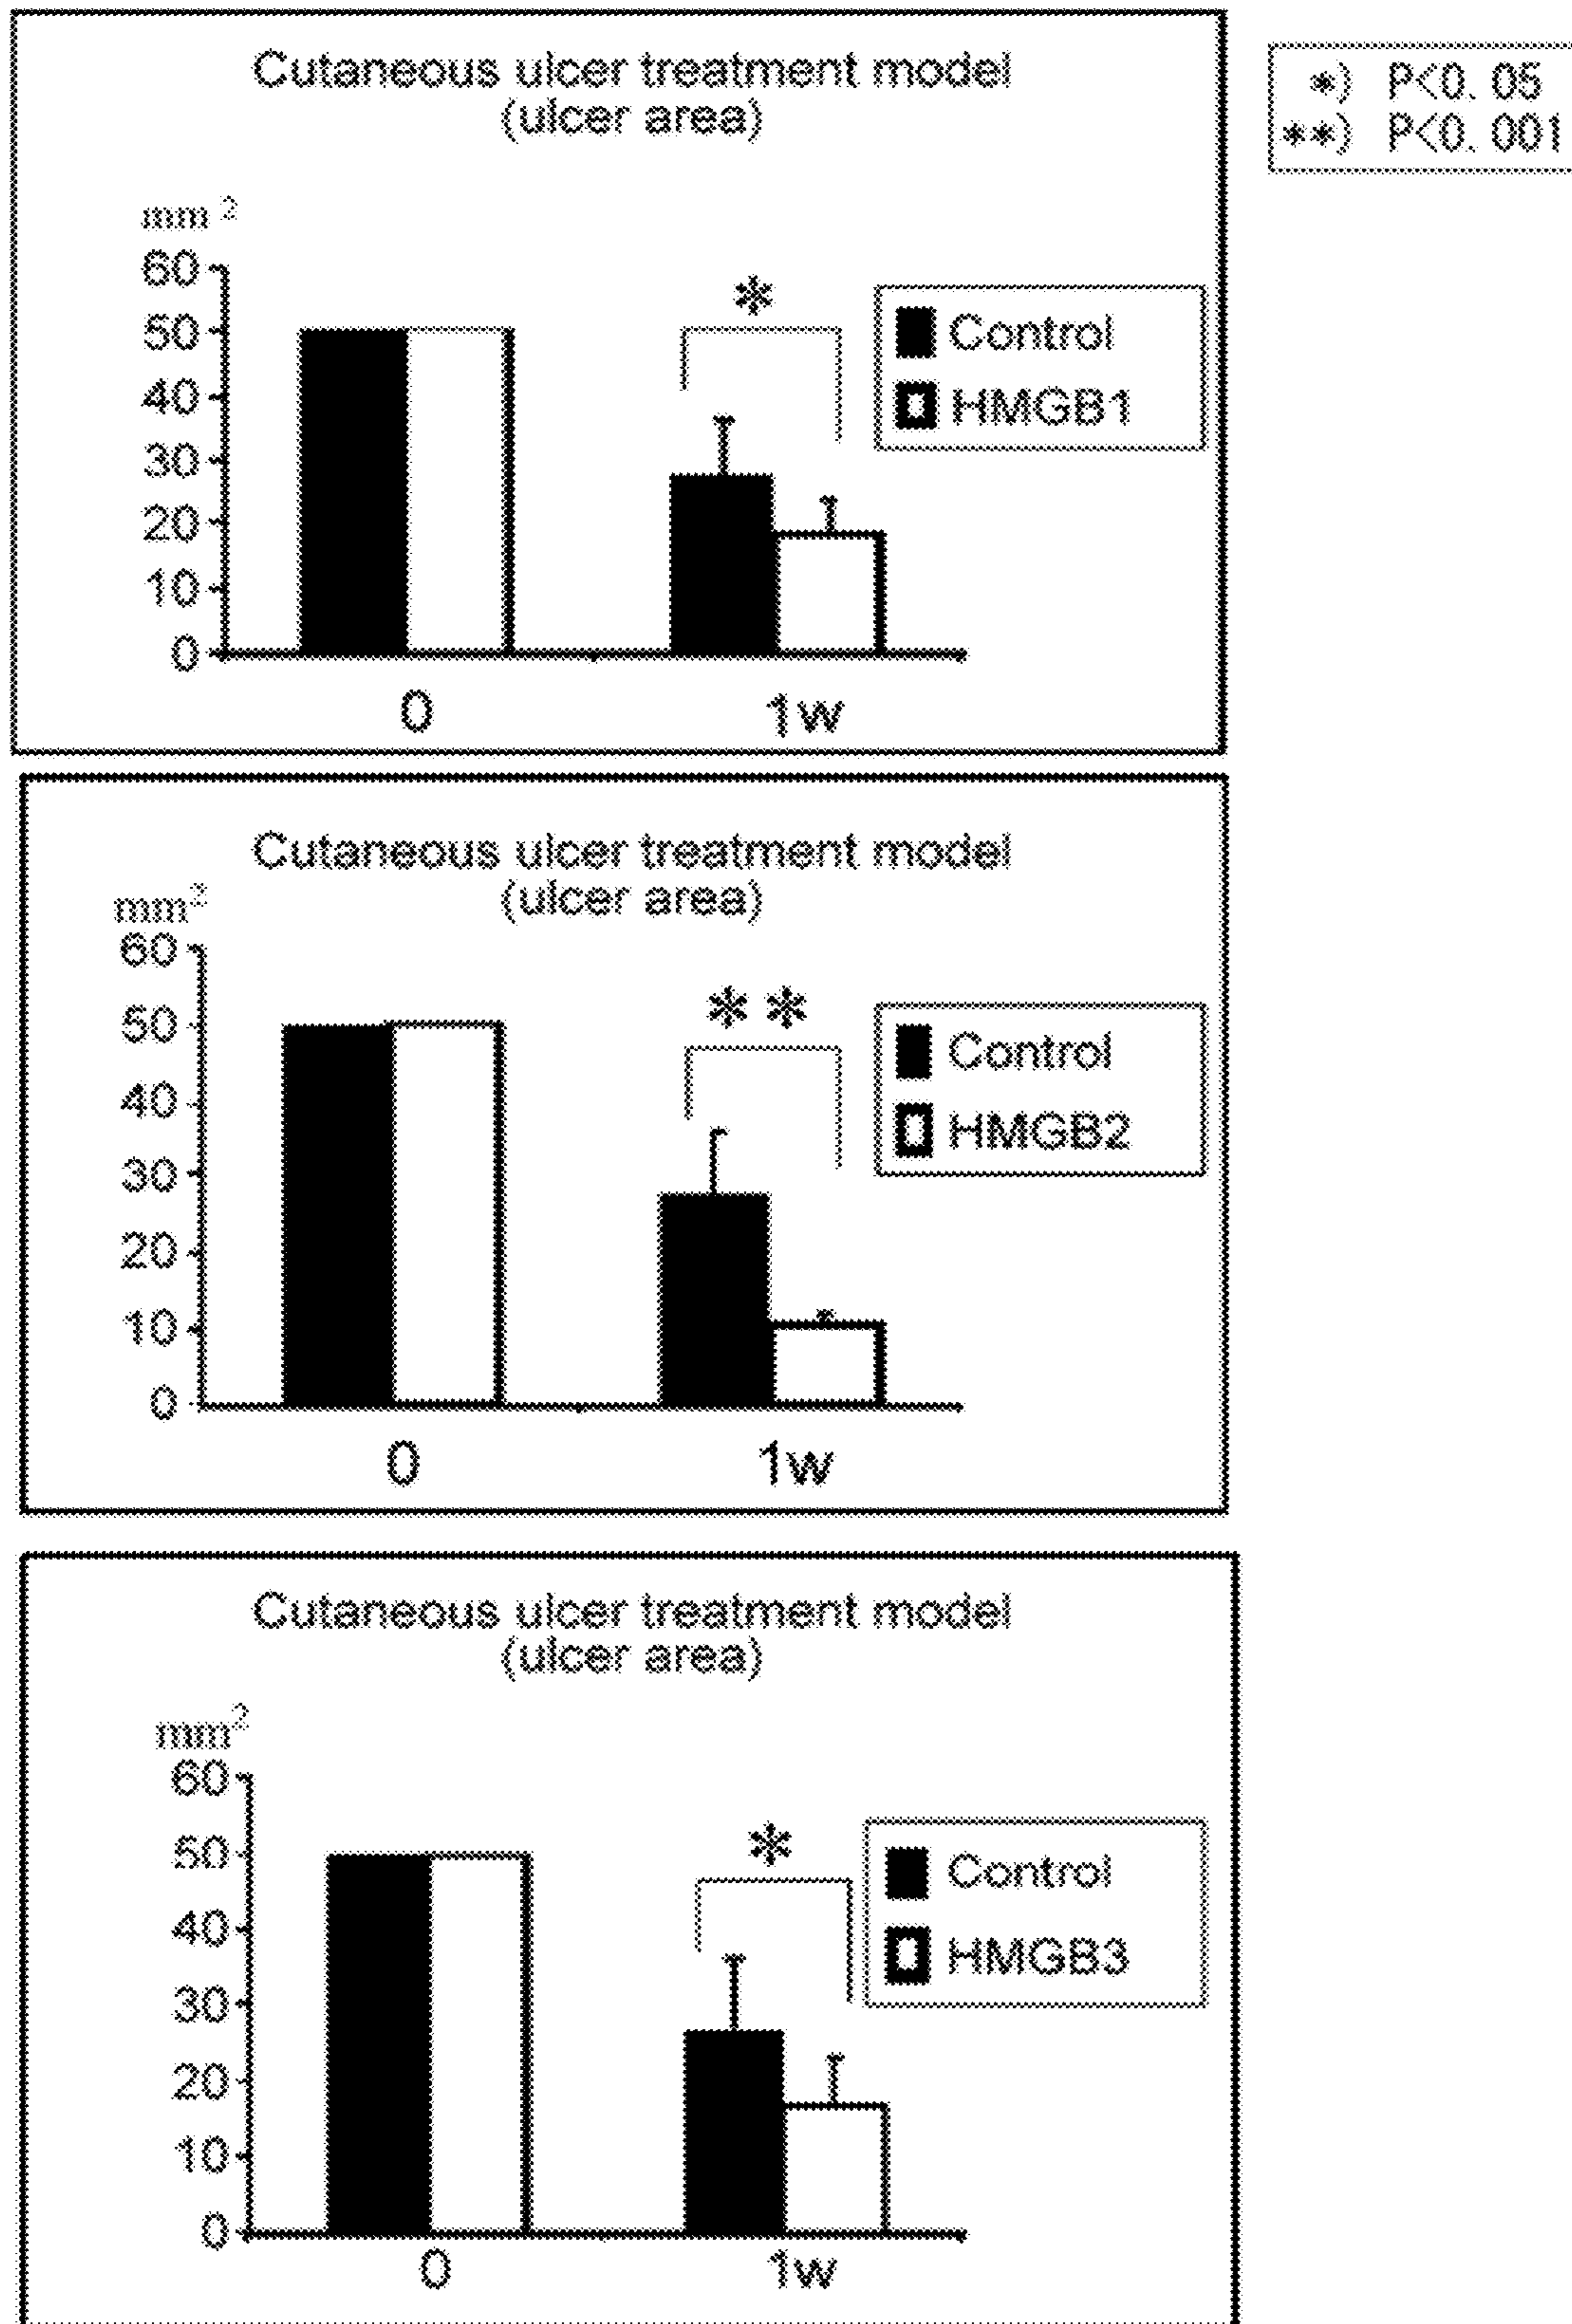 Cutaneous ulcer treatment model
(ulcer area)
*) P<0.05
**) P<0.001
mm²
60
50
40
30
20
10
0
*
Control
HMGB1
0
1w
Cutaneous ulcer treatment model
(ulcer area)
mm²
60
50
40
30
20
10
0
**
Control
HMGB2
0
1w
Cutaneous ulcer treatment model
(ulcer area)
mm²
60
50
40
30
20
10
0
*
Control
HMGB3
0
1w